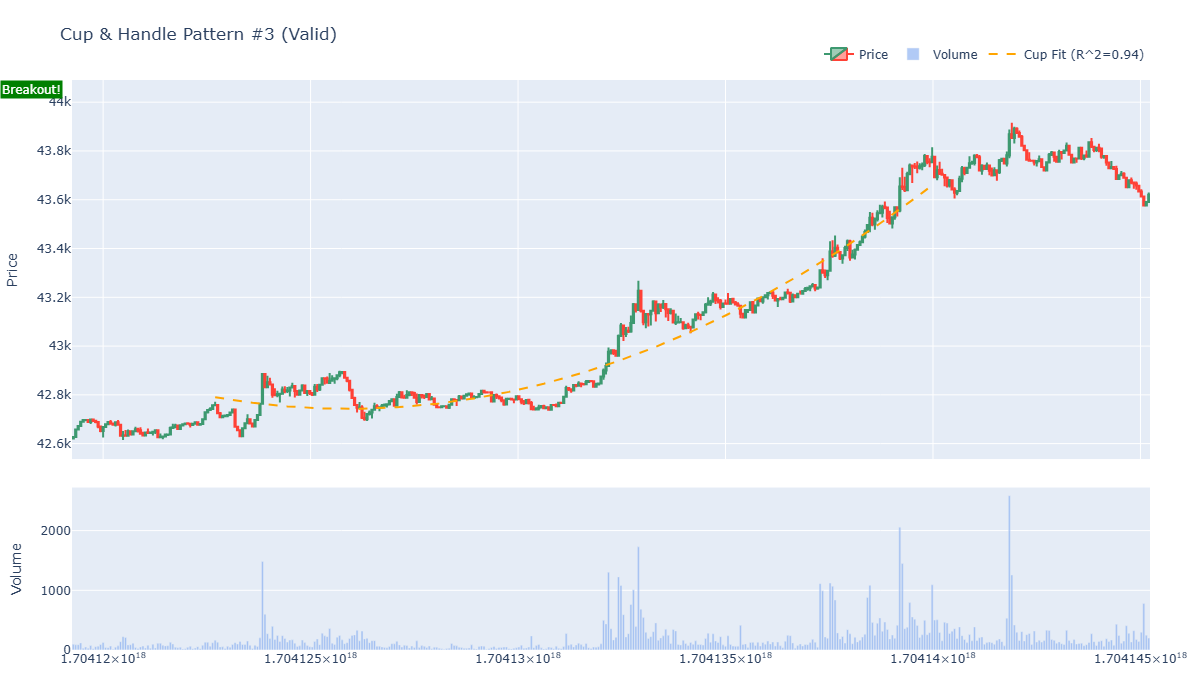 Cup & Handle Pattern #3 (Valid)
Price
Volume
Cup Fit (R^2=0.94)
Breakout!
44k
43.8k
43.6k
43.4k
43.2k
43k
42.8k
42.6k
Price
2000
1000
0
Volume
1.704112×10¹⁸
1.704125×10¹⁸
1.70413×10¹⁸
1.704135×10¹⁸
1.70414×10¹⁸
1.704145×10¹⁸